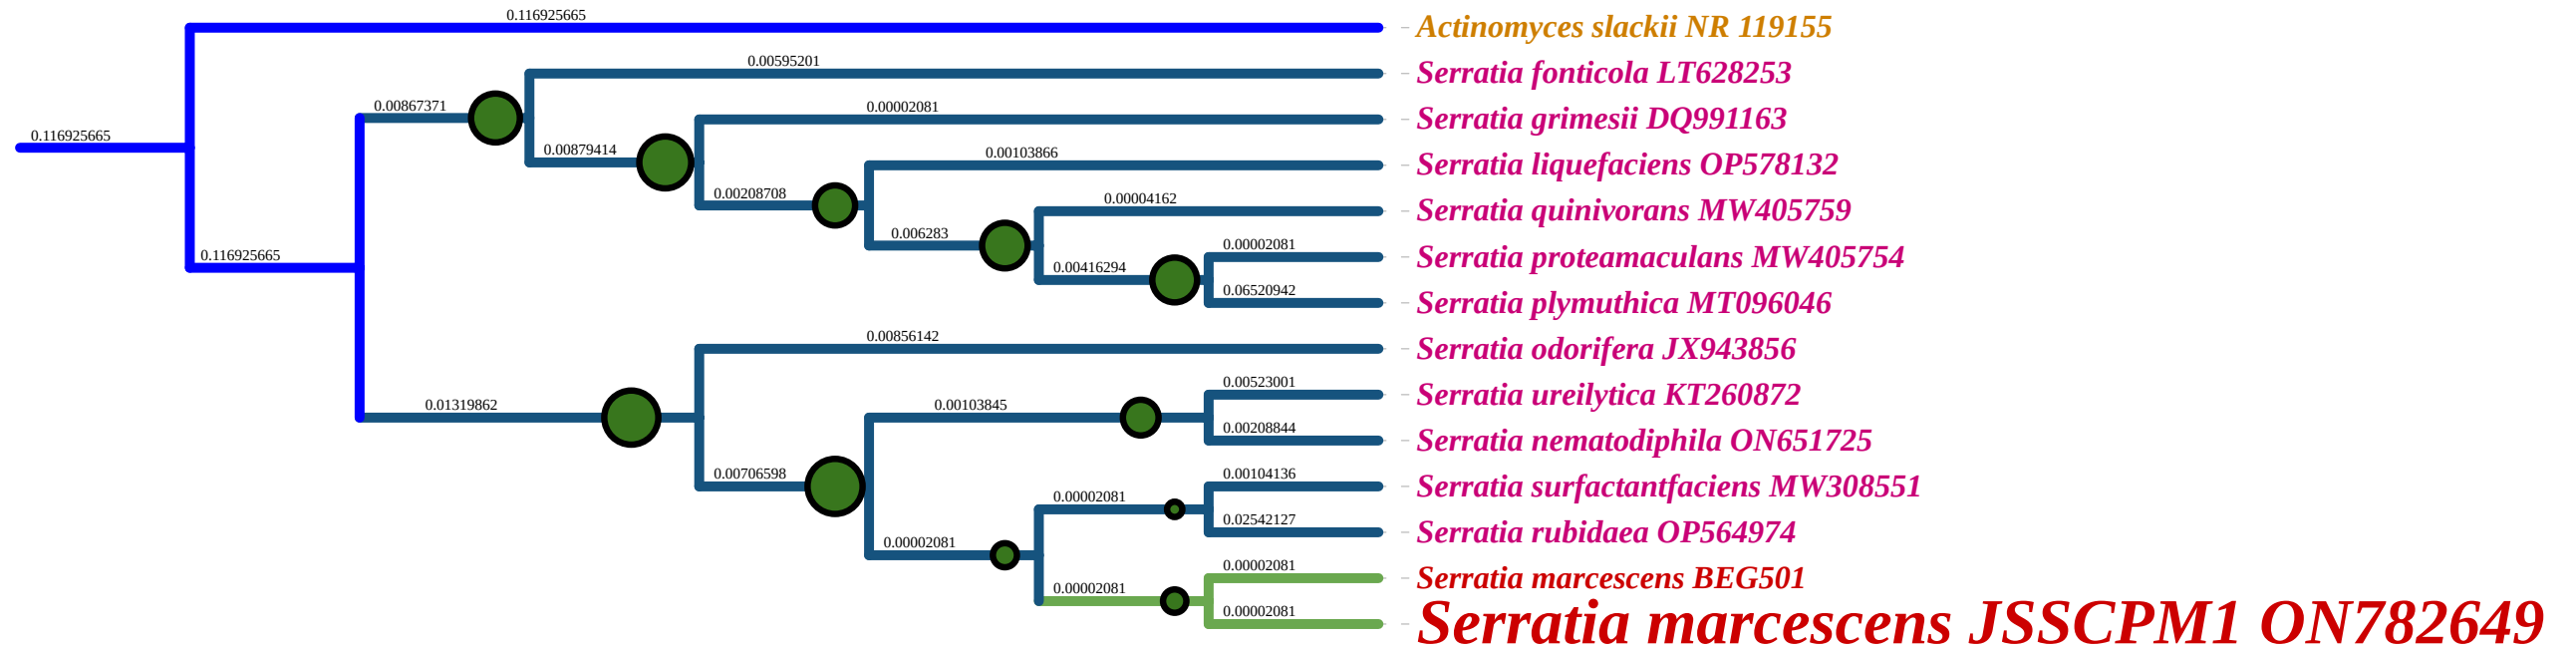 0.116925665
Actinomyces slackii NR 119155
0.00595201
Serratia fonticola LT628253
0.00867371
0.00002081
Serratia grimesii DQ991163
0.116925665
0.00879414
0.00103866
Serratia liquefaciens OP578132
0.00208708
0.00004162
Serratia quinivorans MW405759
0.006283
0.116925665
0.00002081
Serratia proteamaculans MW405754
0.00416294
0.06520942
Serratia plymuthica MT096046
0.00856142
Serratia odorifera JX943856
0.00523001
Serratia ureilytica KT260872
0.01319862
0.00103845
0.00208844
Serratia nematodiphila ON651725
0.00706598
0.00104136
Serratia surfactantfaciens MW308551
0.00002081
0.02542127
Serratia rubidaea OP564974
0.00002081
0.00002081
Serratia marcescens BEG501
0.00002081
0.00002081
Serratia marcescens JSSCPM1 ON782649